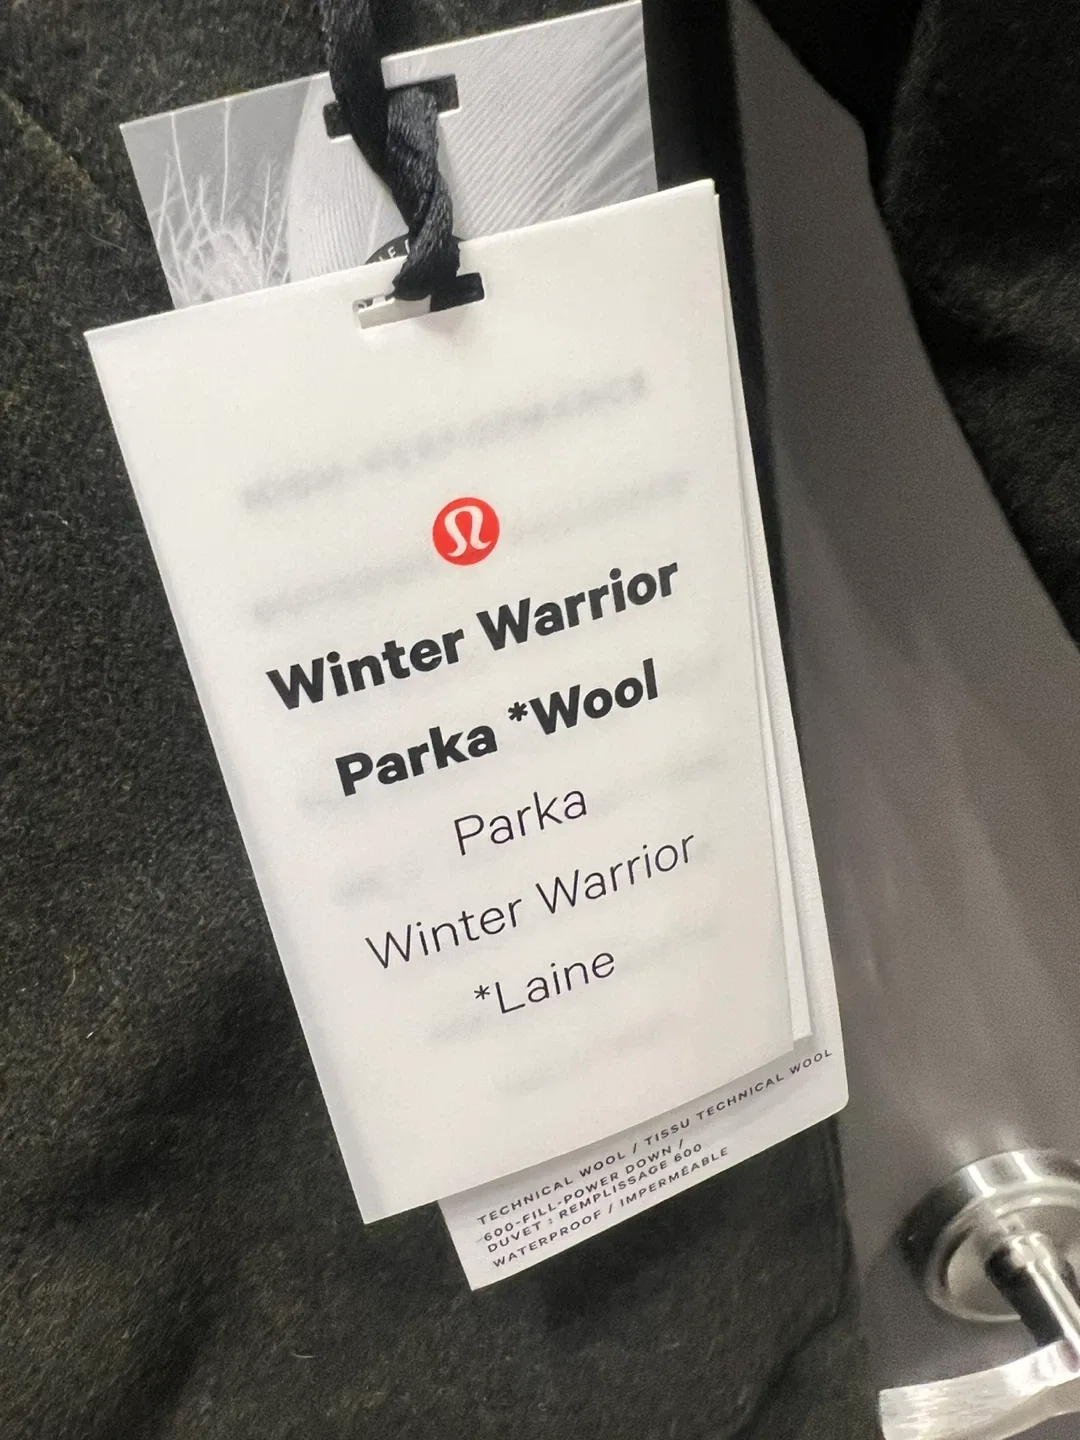 Winter Warrior
Parka *Wool
Parka
Winter Warrior
*Laine
TECHNICAL WOOL / TISSU TECHNICAL WOOL
600-FILL-POWER DOWN /
DUVET : REMPLISSAGE 600
WATERPROOF / IMPERMÉABLE